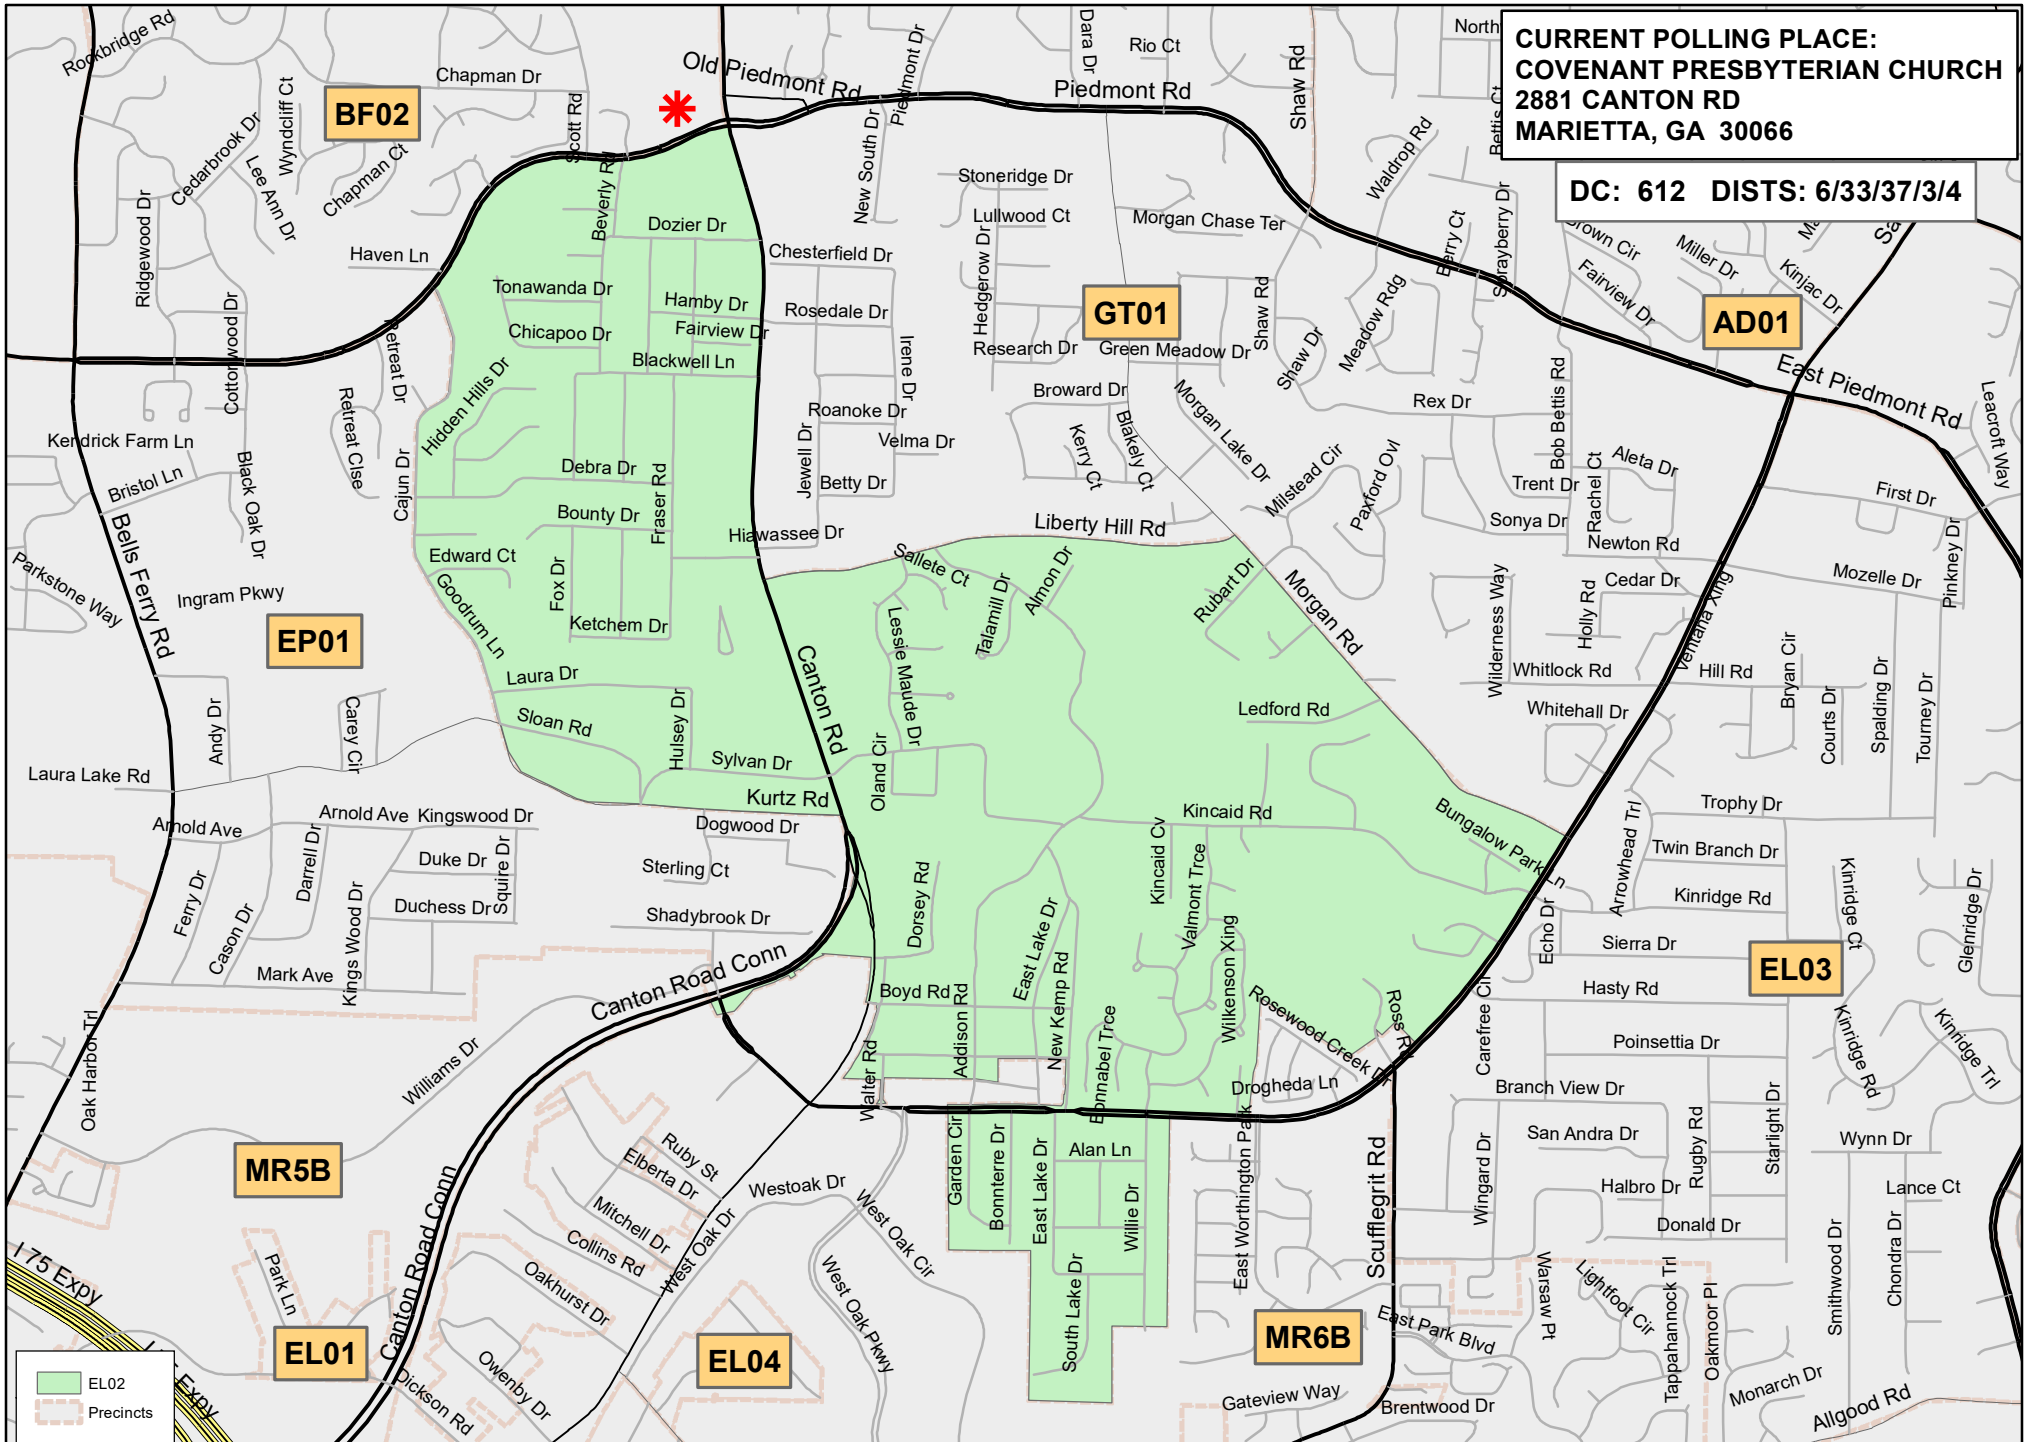 CURRENT POLLING PLACE:
COVENANT PRESBYTERIAN CHURCH
2881 CANTON RD
MARIETTA, GA 30066
DC: 612 DISTS: 6/33/37/3/4
Rockbridge Rd
Chapman Dr
Old Piedmont Rd
Piedmont Dr
Dara Dr
Rio Ct
Piedmont Rd
Shaw Rd
North
Bettis Ct
BF02
Wyndcliff Ct
Cedarbrook Dr
Lee Ann Dr
Chapman Ct
Scott Rd
Beverly Rd
New South Dr
Waldrop Rd
Stoneridge Dr
Lullwood Ct
Morgan Chase Ter
Berry Ct
Sprayberry Dr
Brown Cir
Miller Dr
Kinjac Dr
Fairview Dr
Ridgewood Dr
Haven Ln
Dozier Dr
Chesterfield Dr
Hedgerow Dr
Tonawanda Dr
Hamby Dr
Rosedale Dr
GT01
Shaw Rd
Meadow Rdg
AD01
Cottonwood Dr
Retreat Dr
Chicapoo Dr
Fairview Dr
Irene Dr
Research Dr
Green Meadow Dr
Shaw Dr
Blackwell Ln
East Piedmont Rd
Hidden Hills Dr
Broward Dr
Morgan Lake Dr
Rex Dr
Bob Bettis Rd
Leacroft Way
Retreat Clse
Roanoke Dr
Blakely Ct
Kerry Ct
Kendrick Farm Ln
Velma Dr
Jewell Dr
Milstead Cir
Paxford Ovl
Aleta Dr
Rachel Ct
Bristol Ln
Black Oak Dr
Cajun Dr
Debra Dr
Fraser Rd
Betty Dr
Trent Dr
First Dr
Bounty Dr
Hiawassee Dr
Liberty Hill Rd
Sonya Dr
Newton Rd
Pinkney Dr
Bells Ferry Rd
Edward Ct
Fox Dr
Sallete Ct
Almon Dr
Rubart Dr
Morgan Rd
Wilderness Way
Holly Rd
Cedar Dr
Mozelle Dr
Parkstone Way
Ingram Pkwy
Goodrum Ln
Ketchem Dr
Talamill Dr
Lessie Maude Dr
Ventana Xing
EP01
Laura Dr
Canton Rd
Whitlock Rd
Hill Rd
Bryan Cir
Spalding Dr
Andy Dr
Carey Cir
Sloan Rd
Hulsey Dr
Ledford Rd
Whitehall Dr
Courts Dr
Tourney Dr
Laura Lake Rd
Sylvan Dr
Oland Cir
Kurtz Rd
Kincaid Rd
Bungalow Park Ln
Trophy Dr
Arnold Ave
Arnold Ave
Kingswood Dr
Dogwood Dr
Arrowhead Trl
Twin Branch Dr
Darrell Dr
Duke Dr
Squire Dr
Sterling Ct
Kincaid Cv
Valmont Trce
Kinridge Ct
Glenridge Dr
Ferry Dr
Cason Dr
Kings Wood Dr
Duchess Dr
Shadybrook Dr
Dorsey Rd
East Lake Dr
Wilkenson Xing
Echo Dr
Kinridge Rd
Sierra Dr
Mark Ave
Canton Road Conn
EL03
Boyd Rd
Addison Rd
New Kemp Rd
Bonnabel Trce
Rosewood Creek Dr
Ross Rd
Carefree Cir
Hasty Rd
Oak Harbor Trl
Williams Dr
Walter Rd
Poinsettia Dr
Kinridge Rd
Kinridge Trl
Drogheda Ln
Branch View Dr
Starlight Dr
Rugby Rd
San Andra Dr
Wynn Dr
MR5B
Ruby St
Elberta Dr
Garden Cir
Bonnterre Dr
East Lake Dr
Alan Ln
Willie Dr
East Worthington Park
Scufflegrit Rd
Wingard Dr
Halbro Dr
Lance Ct
Mitchell Dr
Westoak Dr
West Oak Cir
Donald Dr
Collins Rd
West Oak Dr
Chondra Dr
Smithwood Dr
I 75 Expy
Park Ln
Canton Road Conn
Oakhurst Dr
West Oak Pkwy
South Lake Dr
Warsaw Pt
Lightfoot Cir
Tappahannock Trl
Oakmoor Pl
EL01
EL04
MR6B
East Park Blvd
Owenby Dr
Dickson Rd
Gateview Way
Brentwood Dr
Monarch Dr
Allgood Rd
Expy
EL02
Precincts